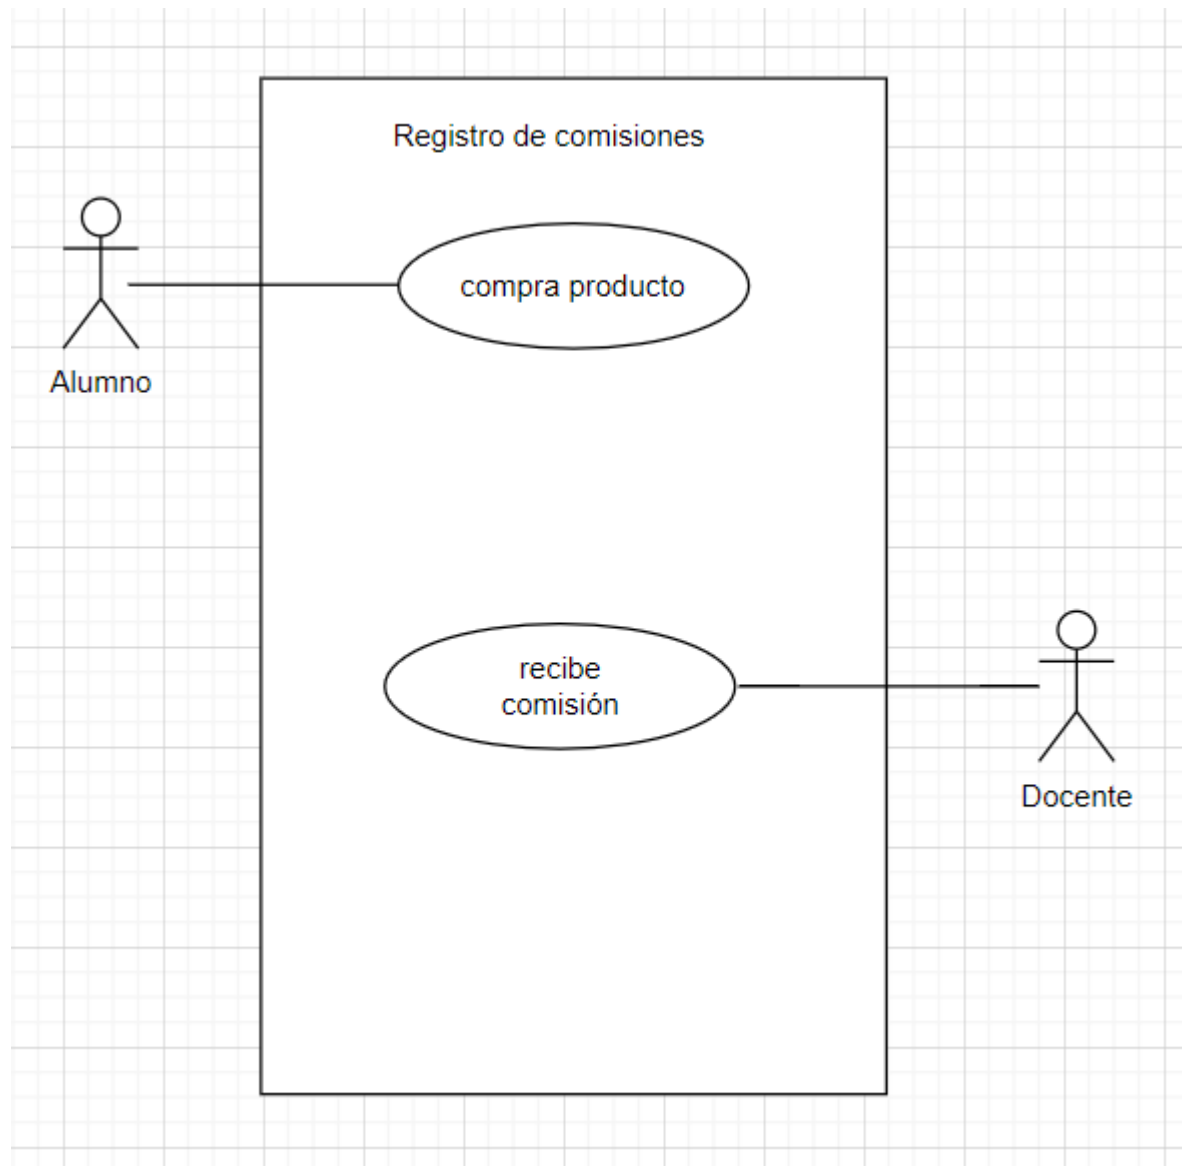 Registro de comisiones
compra producto
Alumno
recibe
comisión
Docente